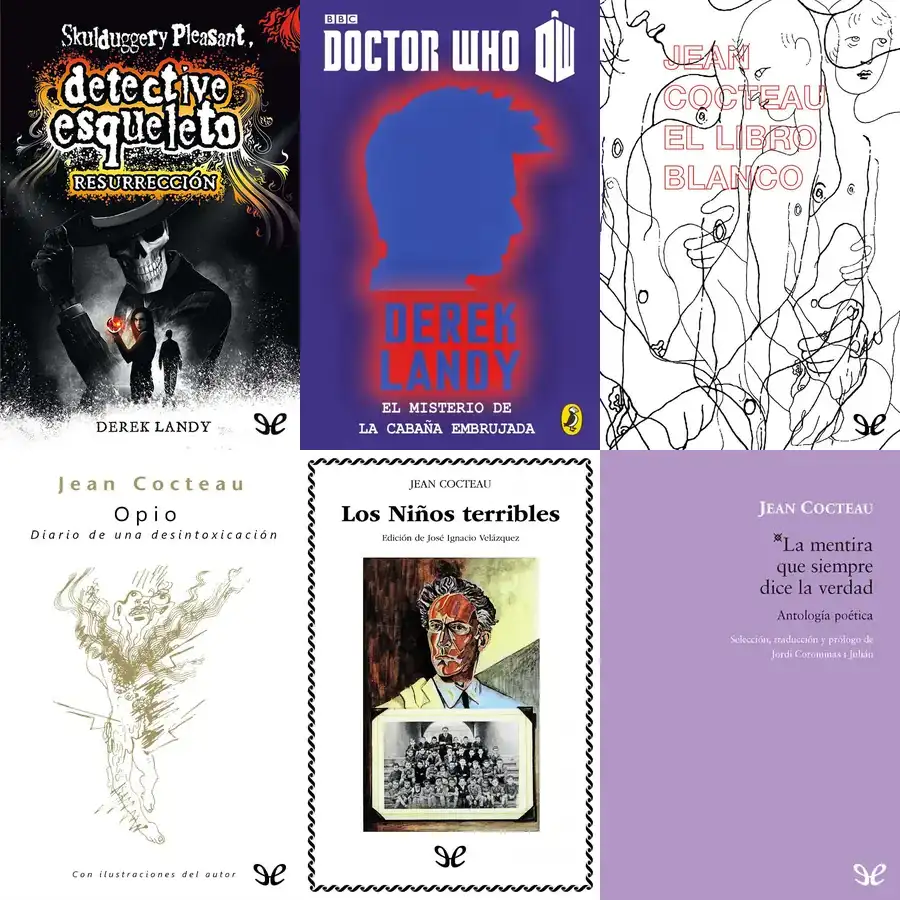 Skulduggery Pleasant,
detective
esqueleto
RESURRECCIÓN
DEREK LANDY
BBC
DOCTOR WHO
DW
DEREK
LANDY
EL MISTERIO DE
LA CABAÑA EMBRUJADA
JEAN
COCTEAU
EL LIBRO
BLANCO
Jean Cocteau
Opio
Diario de una desintoxicación
Con ilustraciones del autor
JEAN COCTEAU
Los Niños terribles
Edición de José Ignacio Velázquez
JEAN COCTEAU
La mentira
que siempre
dice la verdad
Antología poética
Selección, traducción y prólogo de
Jordi Corominas i Julián